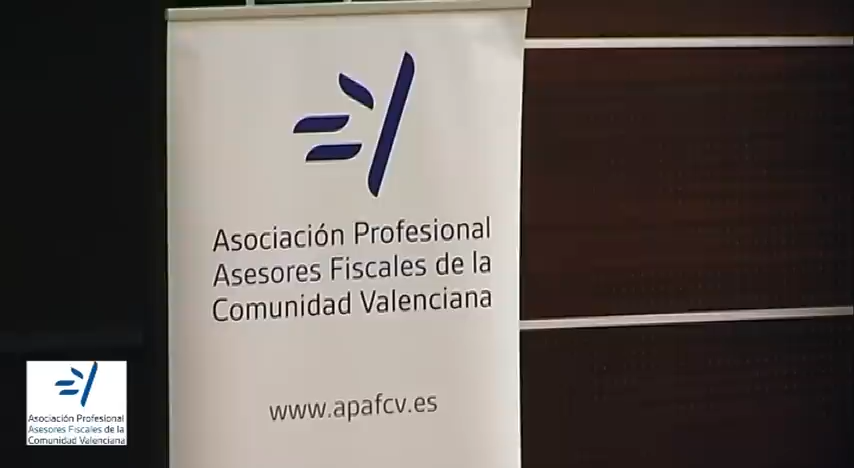 Asociación Profesional
Asesores Fiscales de la
Comunidad Valenciana
www.apafcv.es
Asociación Profesional
Asesores Fiscales de la
Comunidad Valenciana